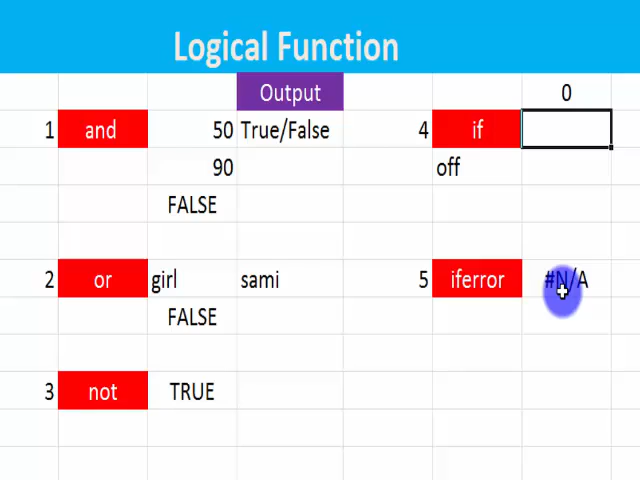 Logical Function
Output 0
1 and 50 True/False 4 if
90 off
FALSE
2 or girl sami 5 iferror #N/A
FALSE
3 not TRUE